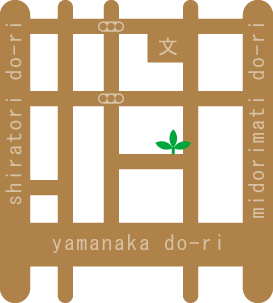 文
shiratori do-ri
midorimati do-ri
yamanaka do-ri